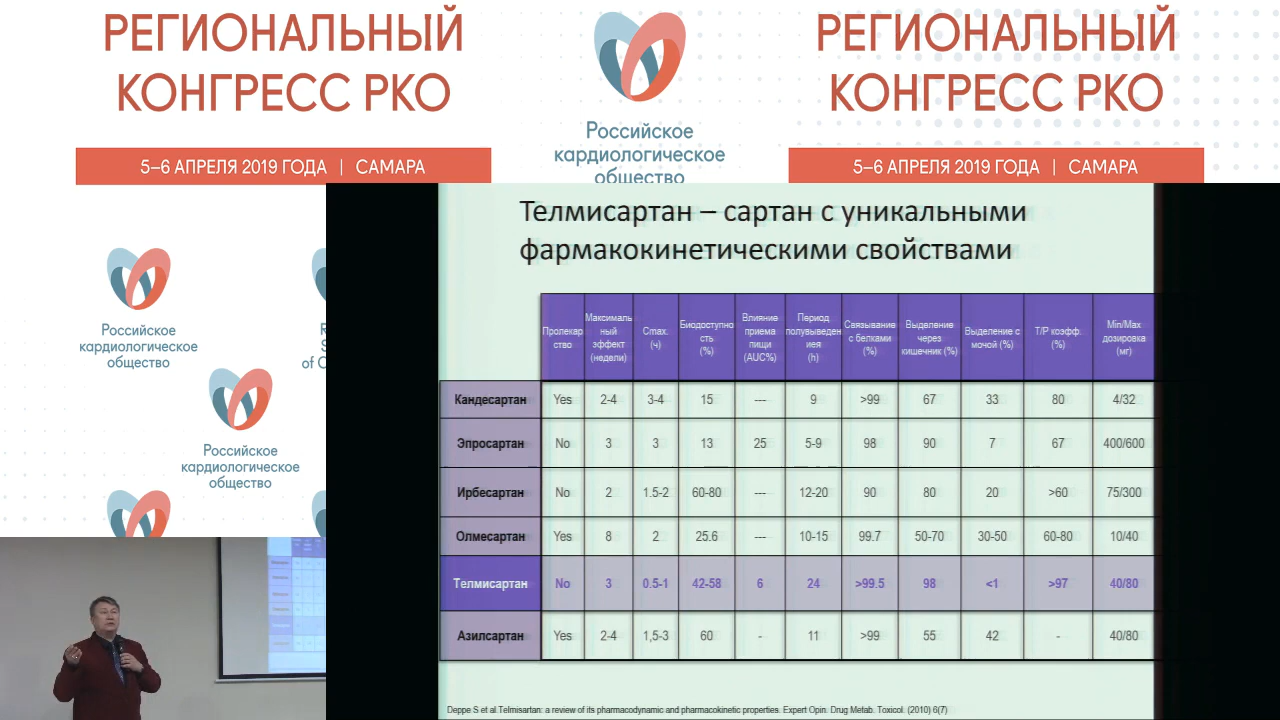 РЕГИОНАЛЬНЫЙ
КОНГРЕСС РКО
5–6 АПРЕЛЯ 2019 ГОДА | САМАРА
Российское
кардиологическое
общество
РЕГИОНАЛЬНЫЙ
КОНГРЕСС РКО
5–6 АПРЕЛЯ 2019 ГОДА | САМАРА
Российское
кардиологическое
общество
Российское
кардиологическое
общество
Телмисартан – сартан с уникальными
фармакокинетическими свойствами
Пролекар
ство
Максималь
ный
эффект
(недели)
Cmax.
(ч)
Биодоступно
сть
(%)
Влияние
приема
пищи
(AUC%)
Период
полувыведен
иея
(h)
Связывание
с белками
(%)
Выделение
через
кишечник (%)
Выделение с
мочой (%)
T/P коэфф.
(%)
Min/Max
дозировка
(мг)
Кандесартан Yes 2-4 3-4 15 --- 9 >99 67 33 80 4/32
Эпросартан No 3 3 13 25 5-9 98 90 7 67 400/600
Ирбесартан No 2 1.5-2 60-80 --- 12-20 90 80 20 >60 75/300
Олмесартан Yes 8 2 25.6 --- 10-15 99.7 50-70 30-50 60-80 10/40
Телмисартан No 3 0.5-1 42-58 6 24 >99.5 98 <1 >97 40/80
Азилсартан Yes 2-4 1,5-3 60 - 11 >99 55 42 - 40/80
Deppe S et al.Telmisartan: a review of its pharmacodynamic and pharmacokinetic properties. Expert Opin. Drug Metab. Toxicol. (2010) 6(7)